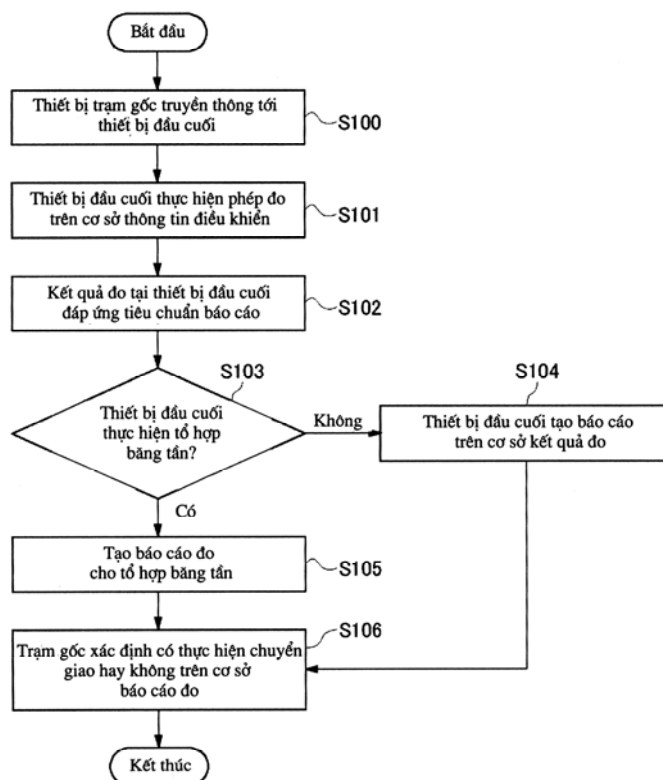 Bắt đầu
Thiết bị trạm gốc truyền thông tới
thiết bị đầu cuối
S100
Thiết bị đầu cuối thực hiện phép đo
trên cơ sở thông tin điều khiển
S101
Kết quả đo tại thiết bị đầu cuối
đáp ứng tiêu chuẩn báo cáo
S102
S103
Thiết bị đầu cuối
thực hiện tổ hợp
băng tần?
Không
S104
Thiết bị đầu cuối tạo báo cáo
trên cơ sở kết quả đo
Có
Tạo báo cáo đo
cho tổ hợp băng tần
S105
S106
Trạm gốc xác định có thực hiện chuyển
giao hay không trên cơ sở
báo cáo đo
Kết thúc